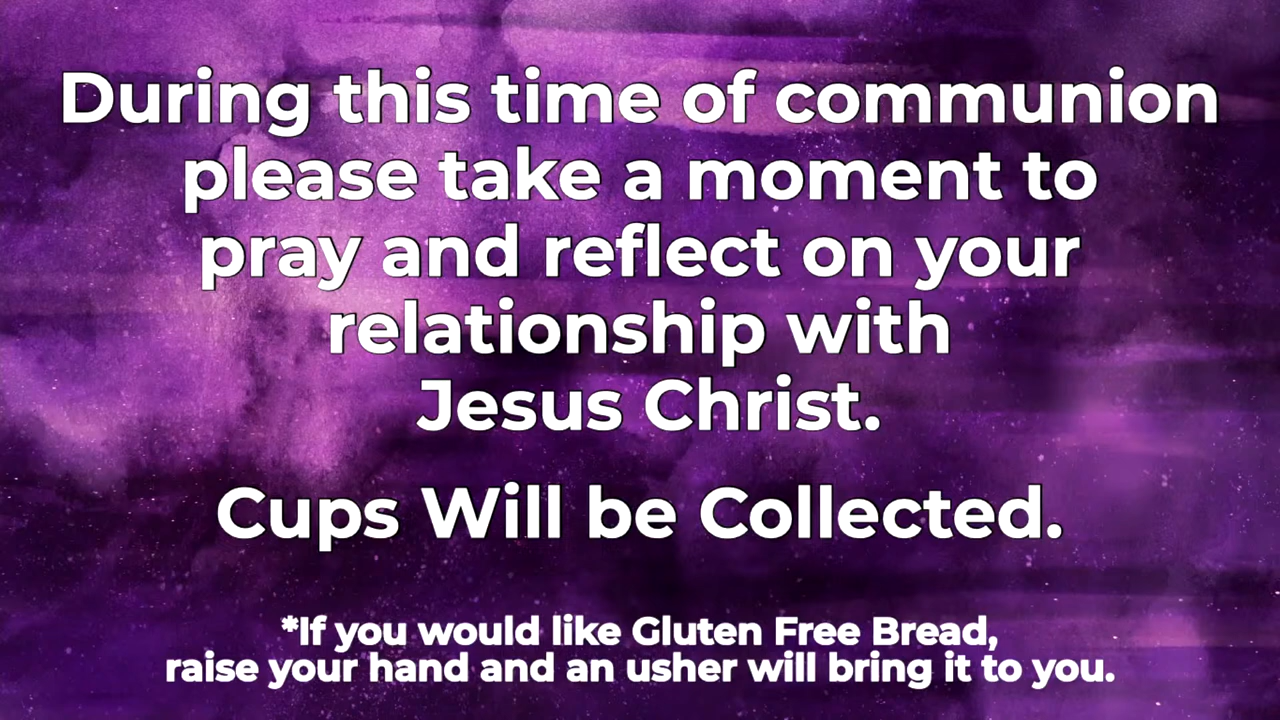 During this time of communion
please take a moment to
pray and reflect on your
relationship with
Jesus Christ.
Cups Will be Collected.
*If you would like Gluten Free Bread,
raise your hand and an usher will bring it to you.